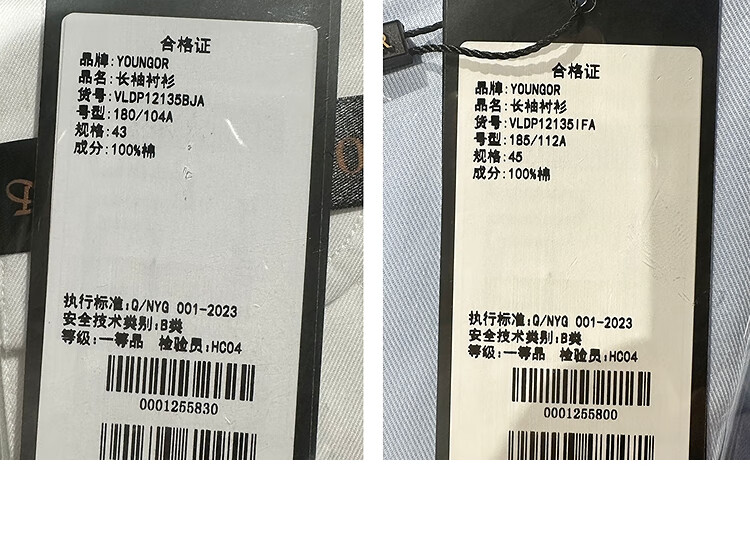 合格证
品牌:YOUNGOR
品名:长袖衬衫
货号:VLDP12135BJA
号型:180/104A
规格:43
成分:100%棉
执行标准:Q/NYG 001-2023
安全技术类别:B类
等级:一等品 检验员:HC04
0001255830
合格证
品牌:YOUNGOR
品名:长袖衬衫
货号:VLDP12135IFA
号型:185/112A
规格:45
成分:100%棉
执行标准:Q/NYG 001-2023
安全技术类别:B类
等级:一等品 检验员:HC04
0001255800